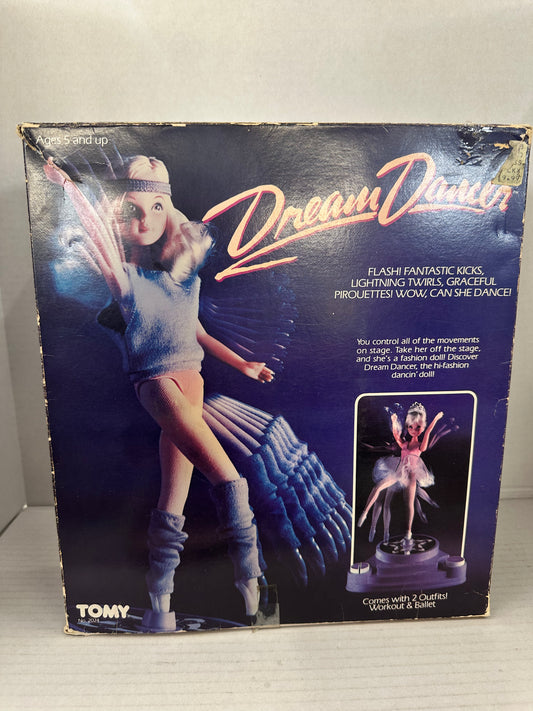 Ages 5 and up
Dream Dancer
FLASH! FANTASTIC KICKS,
LIGHTNING TWIRLS, GRACEFUL
PIROUETTES! WOW, CAN SHE DANCE!
You control all of the movements
on stage. Take her off the stage,
and she's a fashion doll! Discover
Dream Dancer, the hi-fashion
dancin' doll!
Comes with 2 Outfits!
Workout & Ballet
TOMY
No. 2024